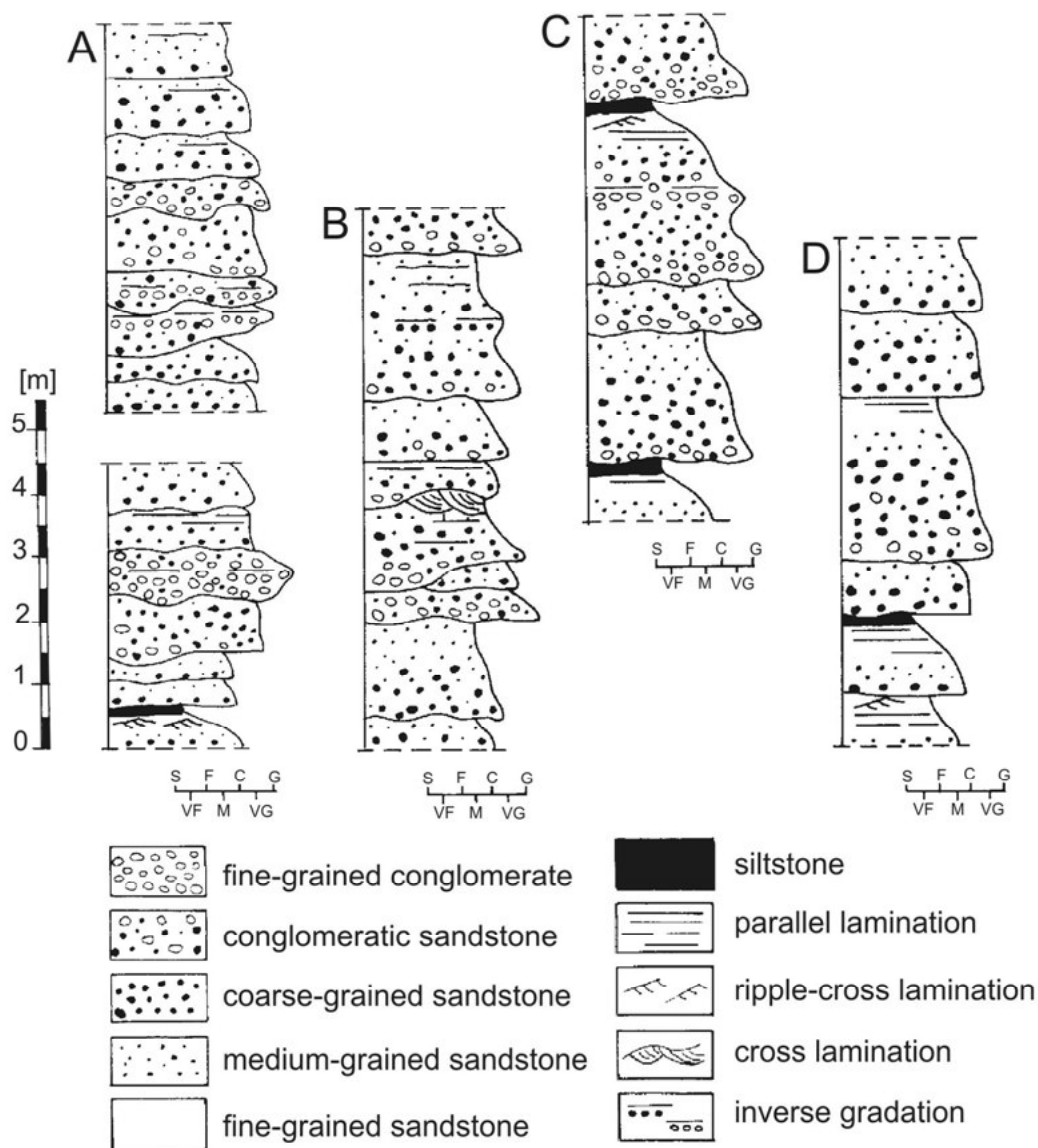 A
B
C
D
[m]
5
4
3
2
1
0
S F C G
VF M VG
S F C G
VF M VG
S F C G
VF M VG
S F C G
VF M VG
fine-grained conglomerate
conglomeratic sandstone
coarse-grained sandstone
medium-grained sandstone
fine-grained sandstone
siltstone
parallel lamination
ripple-cross lamination
cross lamination
inverse gradation